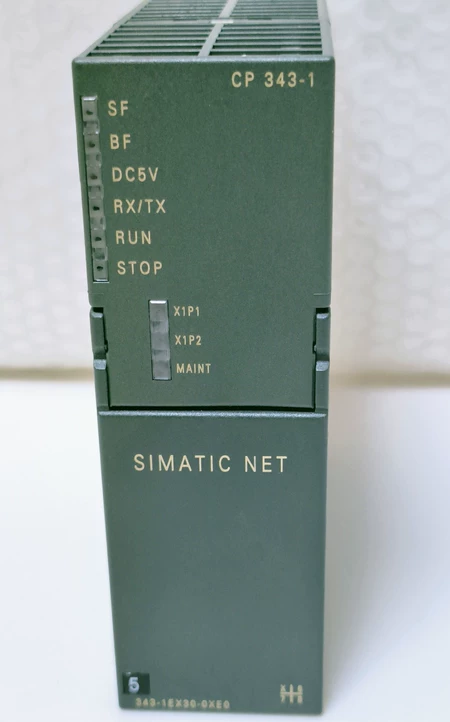 CP 343-1
SF
BF
DC5V
RX/TX
RUN
STOP
X1P1
X1P2
MAINT
SIMATIC NET
5
343-1EX30-0XE0